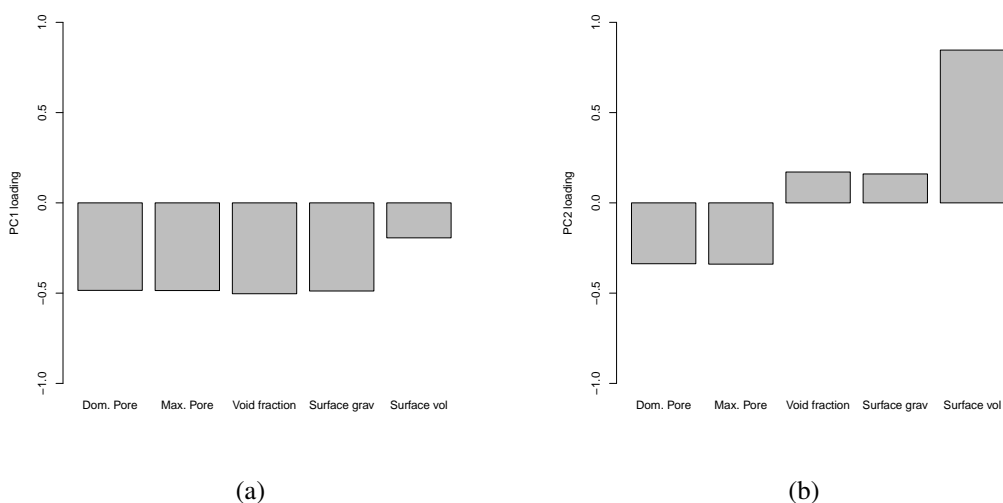 1.0
0.5
0.0
−0.5
−1.0
PC1 loading
Dom. Pore Max. Pore Void fraction Surface grav Surface vol
(a)
1.0
0.5
0.0
−0.5
−1.0
PC2 loading
Dom. Pore Max. Pore Void fraction Surface grav Surface vol
(b)